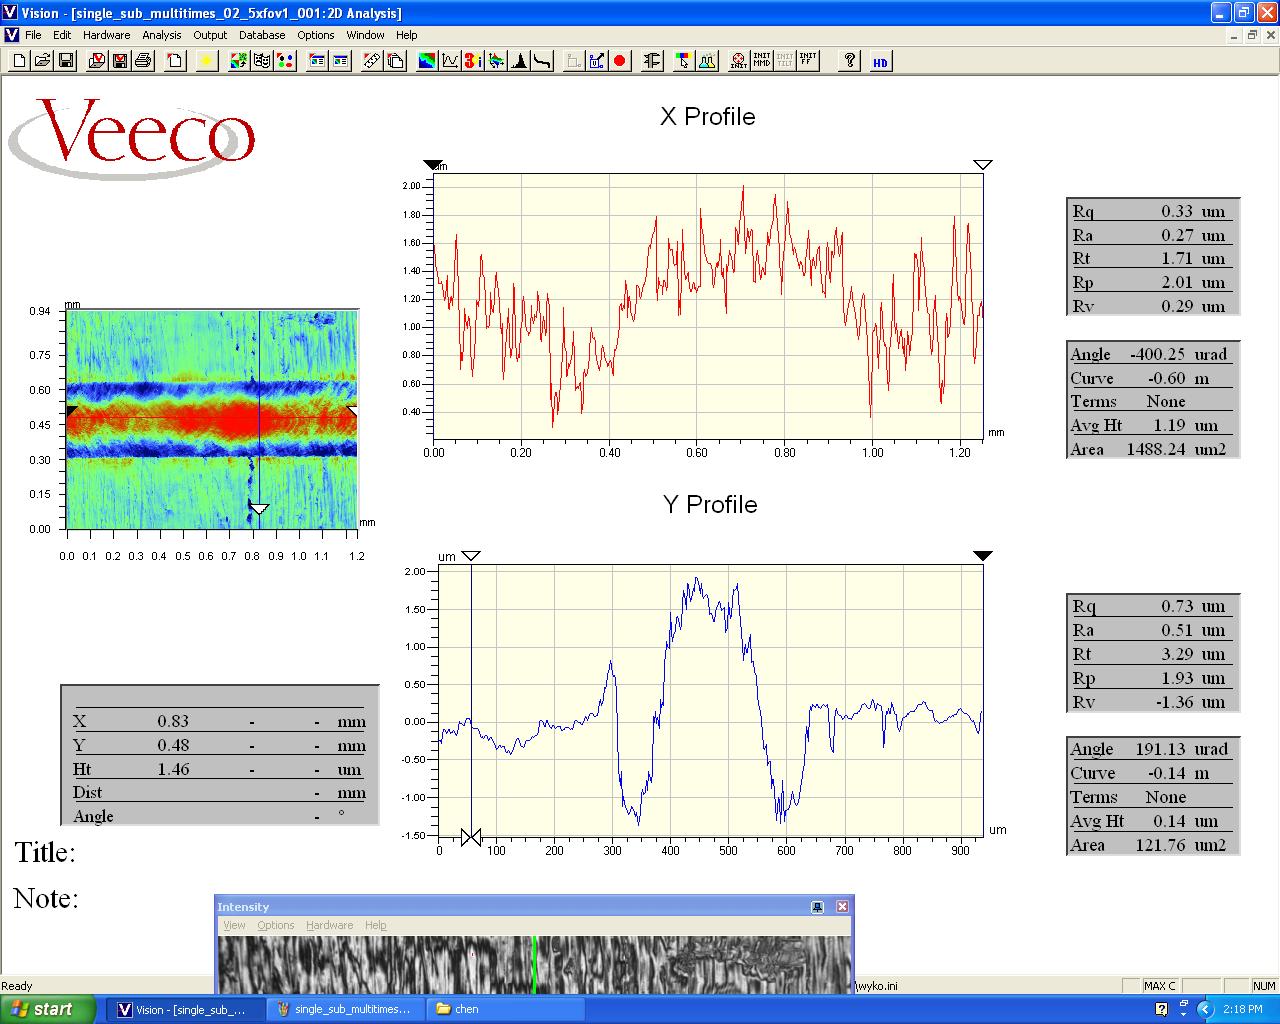 Vision - [single_sub_multitimes_02_5xfov1_001:2D Analysis]
File Edit Hardware Analysis Output Database Options Window Help
INIT INIT MMD INIT TILT INIT FF ? HD
Veeco
X Profile
um
2.00
1.80
1.60
1.40
1.20
1.00
0.80
0.60
0.40
0.00 0.20 0.40 0.60 0.80 1.00 1.20
mm
Rq 0.33 um
Ra 0.27 um
Rt 1.71 um
Rp 2.01 um
Rv 0.29 um
Angle -400.25 urad
Curve -0.60 m
Terms None
Avg Ht 1.19 um
Area 1488.24 um2
mm
0.94
0.75
0.60
0.45
0.30
0.15
0.00
mm
0.0 0.1 0.2 0.3 0.4 0.5 0.6 0.7 0.8 0.9 1.0 1.1 1.2
Y Profile
um
2.00
1.50
1.00
0.50
0.00
-0.50
-1.00
-1.50
0 100 200 300 400 500 600 700 800 900
um
Rq 0.73 um
Ra 0.51 um
Rt 3.29 um
Rp 1.93 um
Rv -1.36 um
Angle 191.13 urad
Curve -0.14 m
Terms None
Avg Ht 0.14 um
Area 121.76 um2
X 0.83 - - mm
Y 0.48 - - mm
Ht 1.46 - - um
Dist - mm
Angle - °
Title:
Note:
Intensity
View Options Hardware Help
Ready
\wyko.ini
MAX C
NUM
start
Vision - [single_sub_...
single_sub_multitimes...
chen
2:18 PM